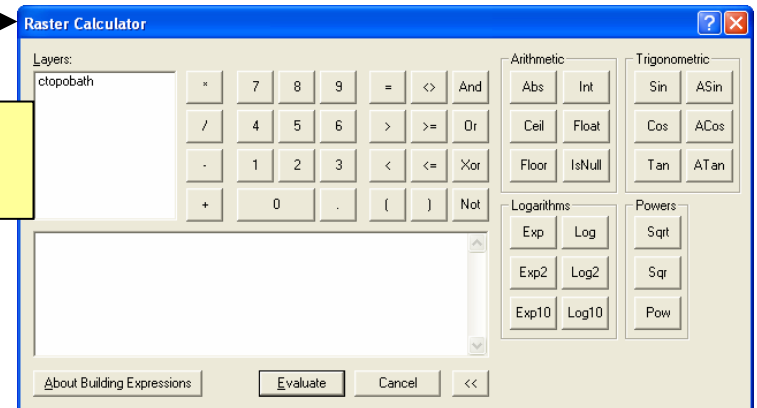 Raster Calculator
Layers: Arithmetic Trigonometric
ctopobath * 7 8 9 = <> And Abs Int Sin ASin
/ 4 5 6 > >= Or Ceil Float Cos ACos
- 1 2 3 < <= Xor Floor IsNull Tan ATan
+ 0 . ( ) Not Logarithms Powers
Exp Log Sqrt
Exp2 Log2 Sqr
Exp10 Log10 Pow
About Building Expressions Evaluate Cancel <<